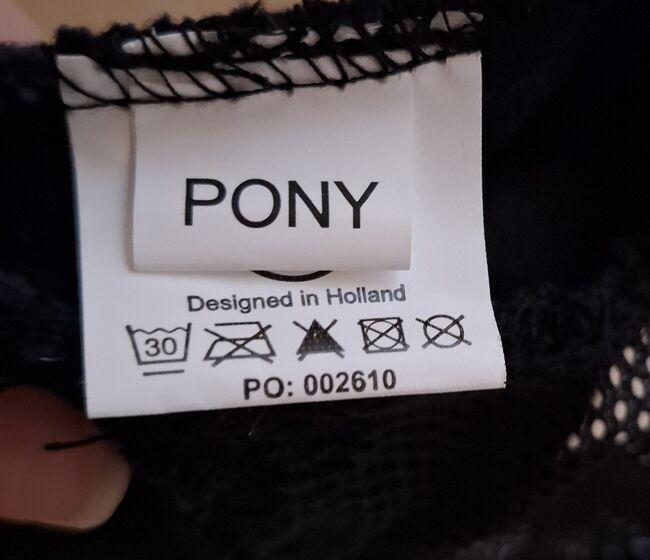 PONY
Designed in Holland
30
PO: 002610